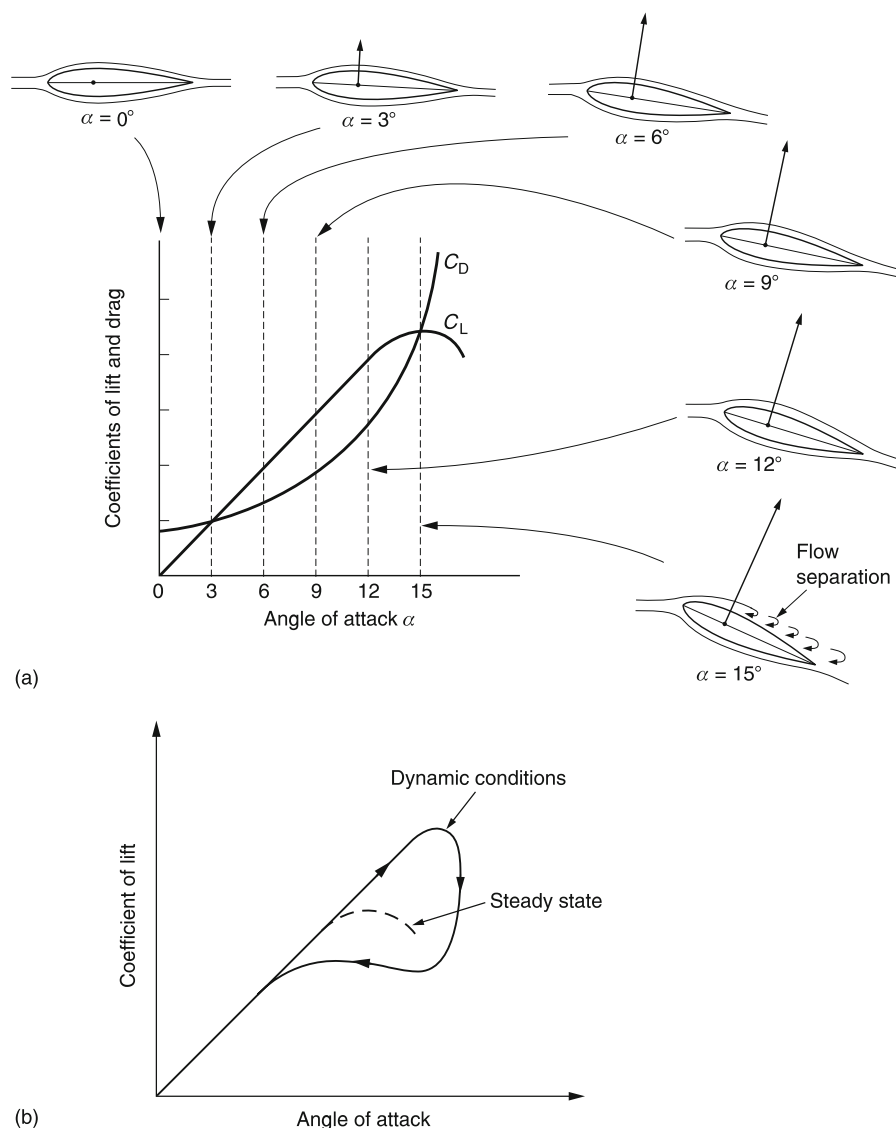 α = 0°
α = 3°
α = 6°
α = 9°
α = 12°
α = 15°
Flow
separation
C_D
C_L
Coefficients of lift and drag
0 3 6 9 12 15
Angle of attack α
(a)
Dynamic conditions
Steady state
Coefficient of lift
Angle of attack
(b)